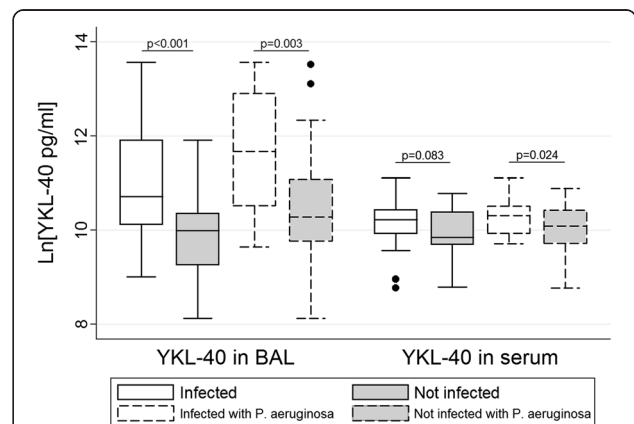 Ln[YKL-40 pg/ml]
14
12
10
8
p<0.001
p=0.003
p=0.083
p=0.024
YKL-40 in BAL
YKL-40 in serum
Infected
Not infected
Infected with P. aeruginosa
Not infected with P. aeruginosa